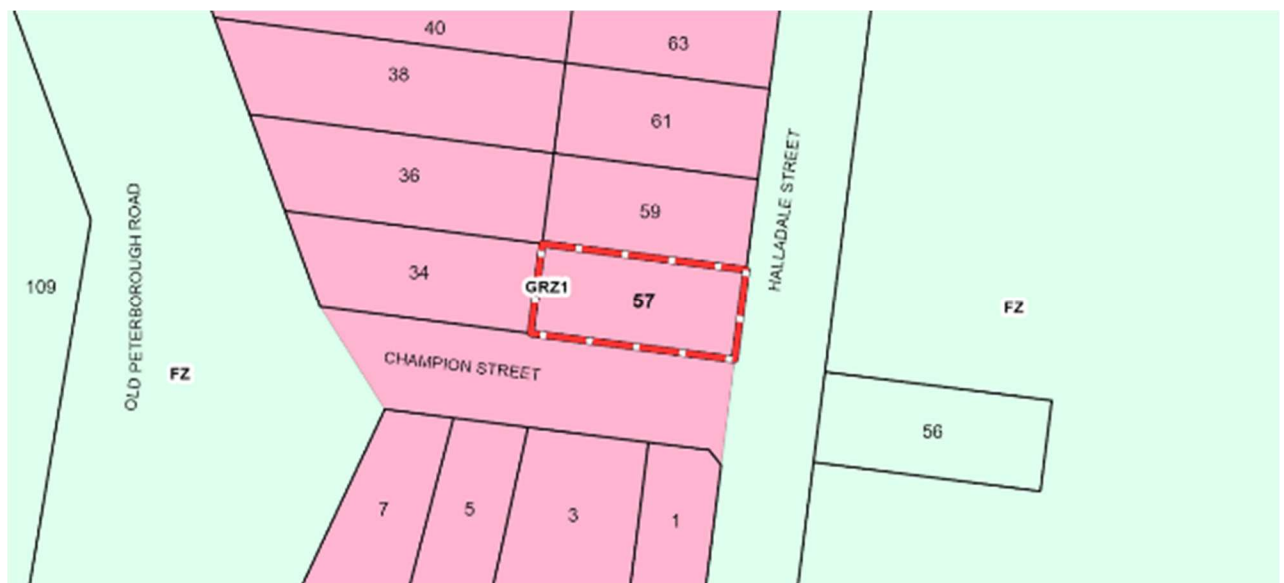 40
63
38
61
36
59
34
GRZ1
57
HALLADALE STREET
OLD PETERBOROUGH ROAD
109
FZ
FZ
CHAMPION STREET
56
7
5
3
1